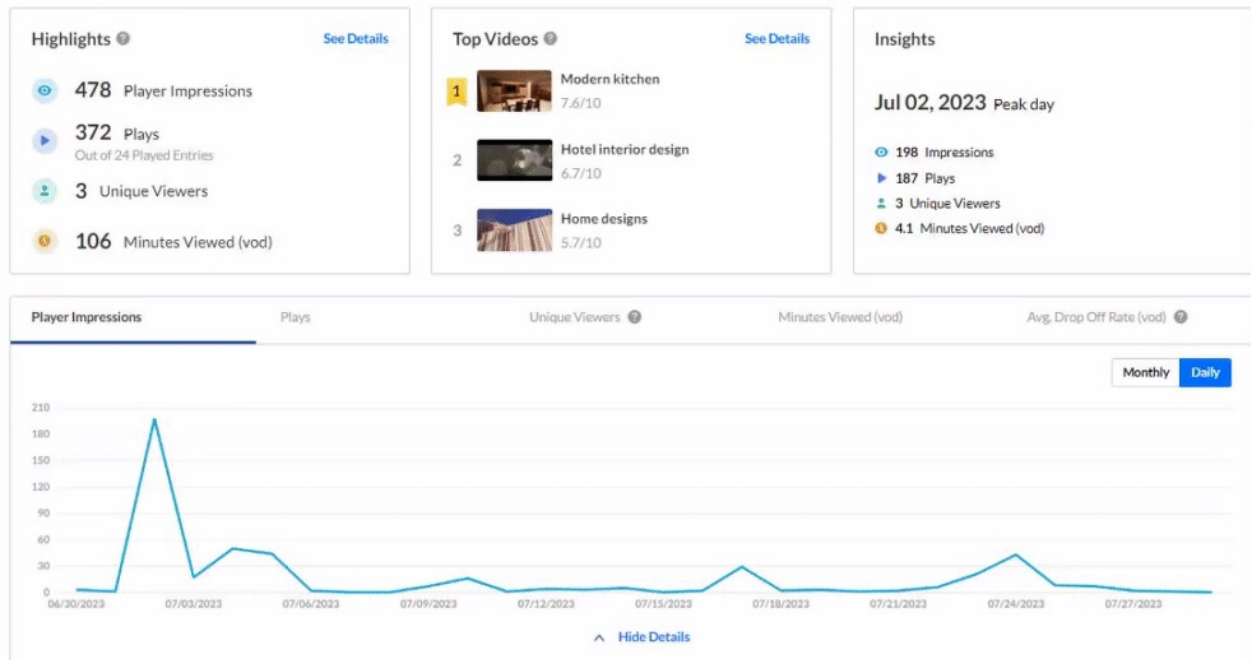 Highlights
See Details
478 Player Impressions
372 Plays
Out of 24 Played Entries
3 Unique Viewers
106 Minutes Viewed (vod)
Top Videos
See Details
1
Modern kitchen
7.6/10
2
Hotel interior design
6.7/10
3
Home designs
5.7/10
Insights
Jul 02, 2023 Peak day
198 Impressions
187 Plays
3 Unique Viewers
4.1 Minutes Viewed (vod)
Player Impressions Plays Unique Viewers Minutes Viewed (vod) Avg. Drop Off Rate (vod)
Monthly Daily
210
180
150
120
90
60
30
0
06/30/2023 07/03/2023 07/06/2023 07/09/2023 07/12/2023 07/15/2023 07/18/2023 07/21/2023 07/24/2023 07/27/2023
Hide Details